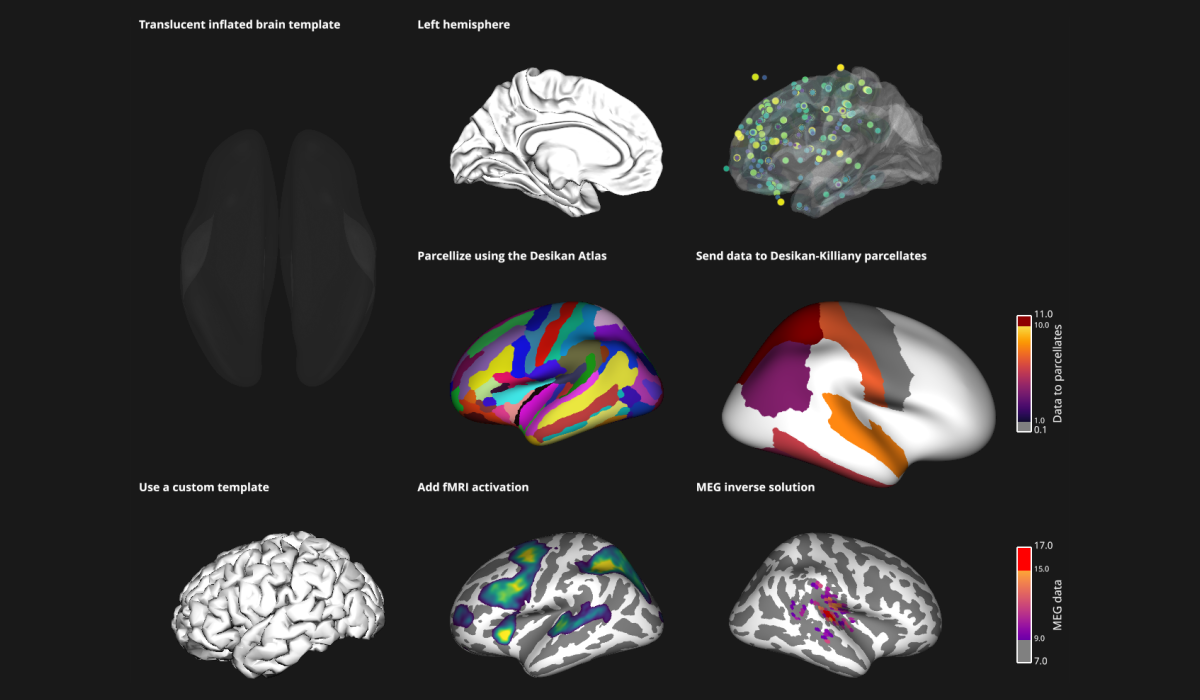 Translucent inflated brain template
Left hemisphere
Parcellize using the Desikan Atlas
Send data to Desikan-Killiany parcellates
11.0
10.0
1.0
0.1
Data to parcellates
Use a custom template
Add fMRI activation
MEG inverse solution
17.0
15.0
9.0
7.0
MEG data